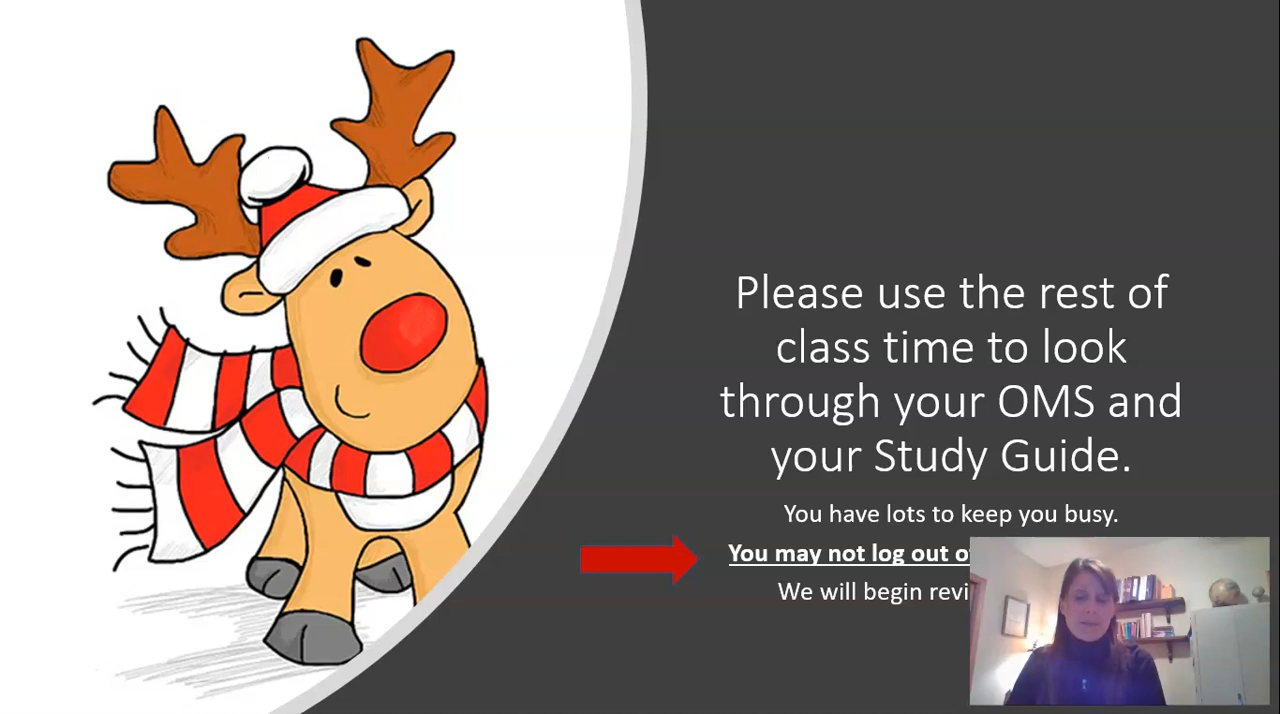 Please use the rest of
class time to look
through your OMS and
your Study Guide.
You have lots to keep you busy.
You may not log out
We will begin